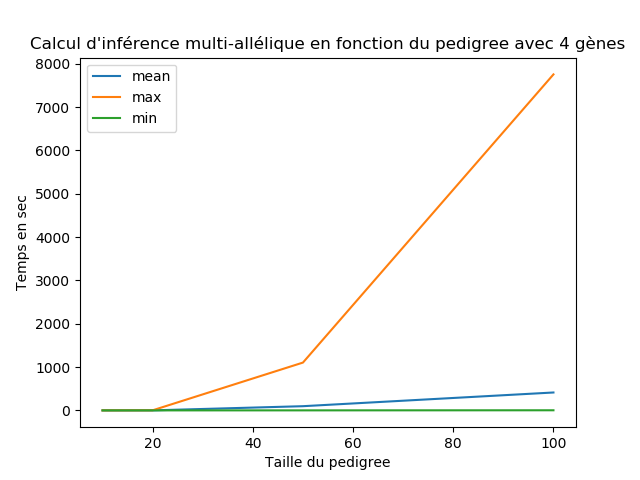 Calcul d'inférence multi-allélique en fonction du pedigree avec 4 gènes
mean
max
min
8000
7000
6000
5000
4000
3000
2000
1000
0
Temps en sec
20 40 60 80 100
Taille du pedigree